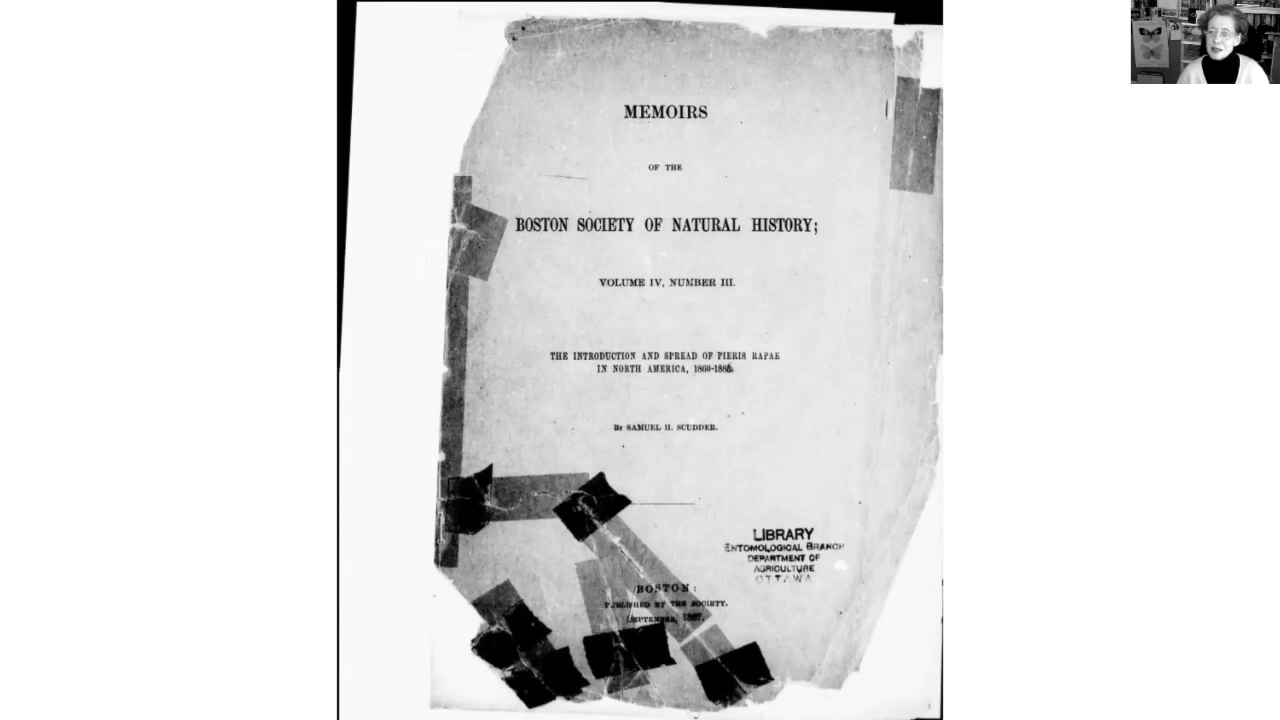 MEMOIRS
OF THE
BOSTON SOCIETY OF NATURAL HISTORY;
VOLUME IV, NUMBER III.
THE INTRODUCTION AND SPREAD OF PIERIS RAPAE
IN NORTH AMERICA, 1860-1885.
BY SAMUEL H. SCUDDER.
LIBRARY
ENTOMOLOGICAL BRANCH
DEPARTMENT OF
AGRICULTURE
OTTAWA
BOSTON:
PUBLISHED BY THE SOCIETY.
SEPTEMBER, 1887.